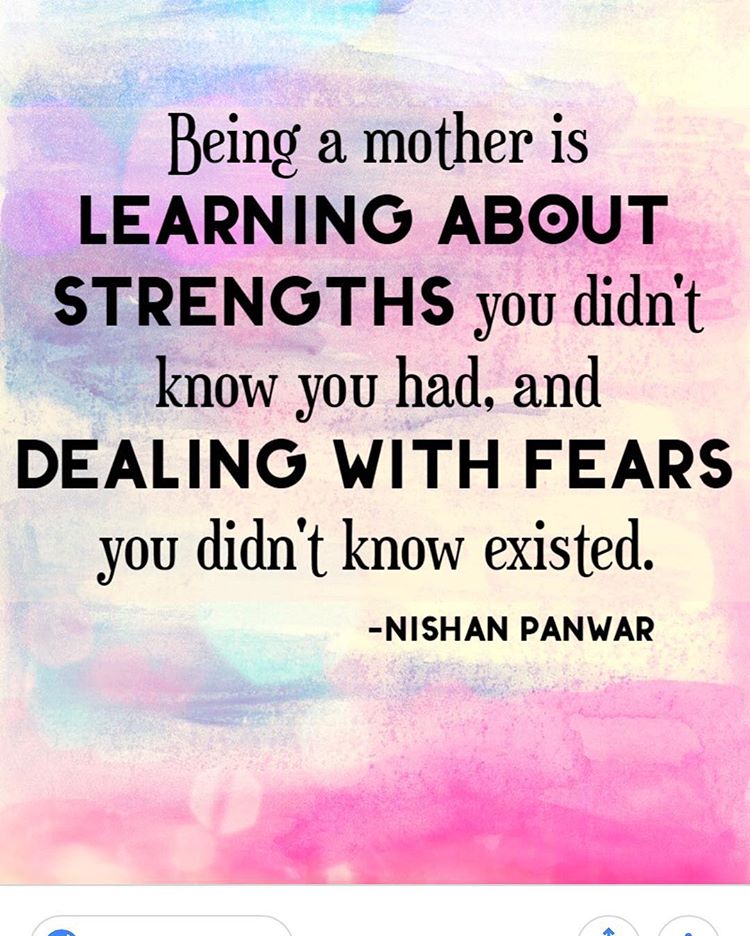 Being a mother is
LEARNING ABOUT
STRENGTHS you didn't
know you had, and
DEALING WITH FEARS
you didn't know existed.
-NISHAN PANWAR